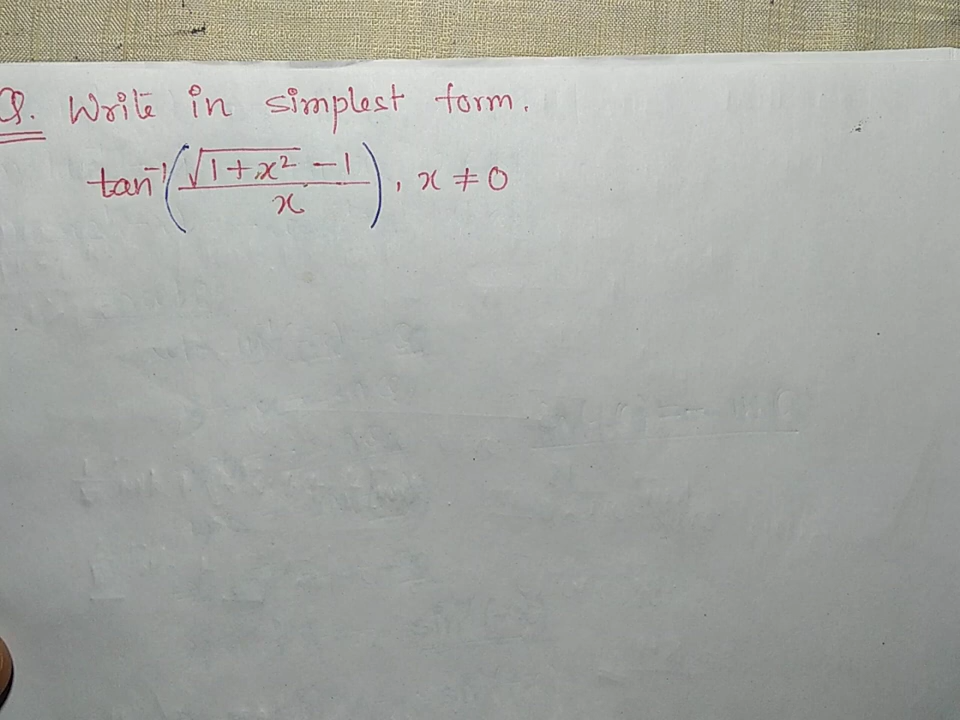 Q. Write in simplest form.
tan⁻¹(√(1+x²) −1 / x), x ≠ 0